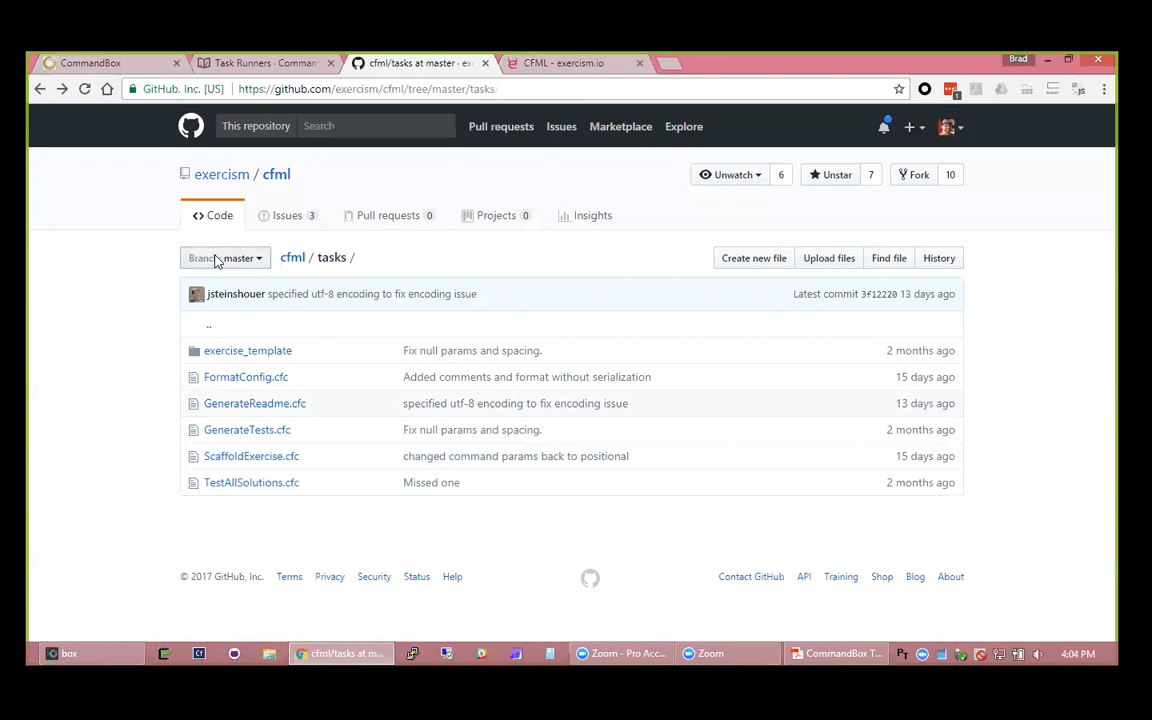 CommandBox
Task Runners · Comman
cfml/tasks at master · ex
CFML - exercism.io
Brad
GitHub, Inc. [US]
https://github.com/exercism/cfml/tree/master/tasks
1
js
This repository
Search
Pull requests
Issues
Marketplace
Explore
exercism / cfml
Unwatch
6
Unstar
7
Fork
10
Code
Issues 3
Pull requests 0
Projects 0
Insights
Branch: master
cfml / tasks /
Create new file
Upload files
Find file
History
jsteinshouer specified utf-8 encoding to fix encoding issue
Latest commit 3f12220 13 days ago
..
exercise_template
Fix null params and spacing.
2 months ago
FormatConfig.cfc
Added comments and format without serialization
15 days ago
GenerateReadme.cfc
specified utf-8 encoding to fix encoding issue
13 days ago
GenerateTests.cfc
Fix null params and spacing.
2 months ago
ScaffoldExercise.cfc
changed command params back to positional
15 days ago
TestAllSolutions.cfc
Missed one
2 months ago
© 2017 GitHub, Inc.
Terms
Privacy
Security
Status
Help
Contact GitHub
API
Training
Shop
Blog
About
box
Cf
cfml/tasks at m...
Zoom - Pro Acc...
Zoom
CommandBox T...
4:04 PM